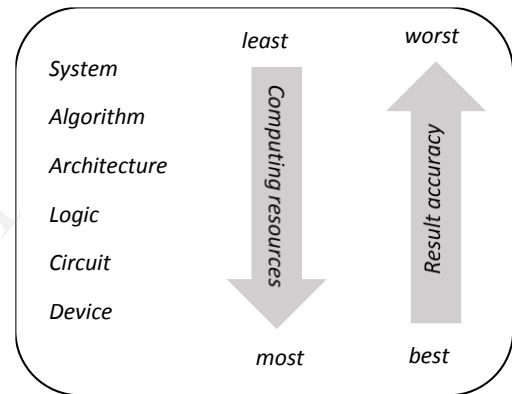 System
Algorithm
Architecture
Logic
Circuit
Device
least
Computing resources
most
worst
Result accuracy
best